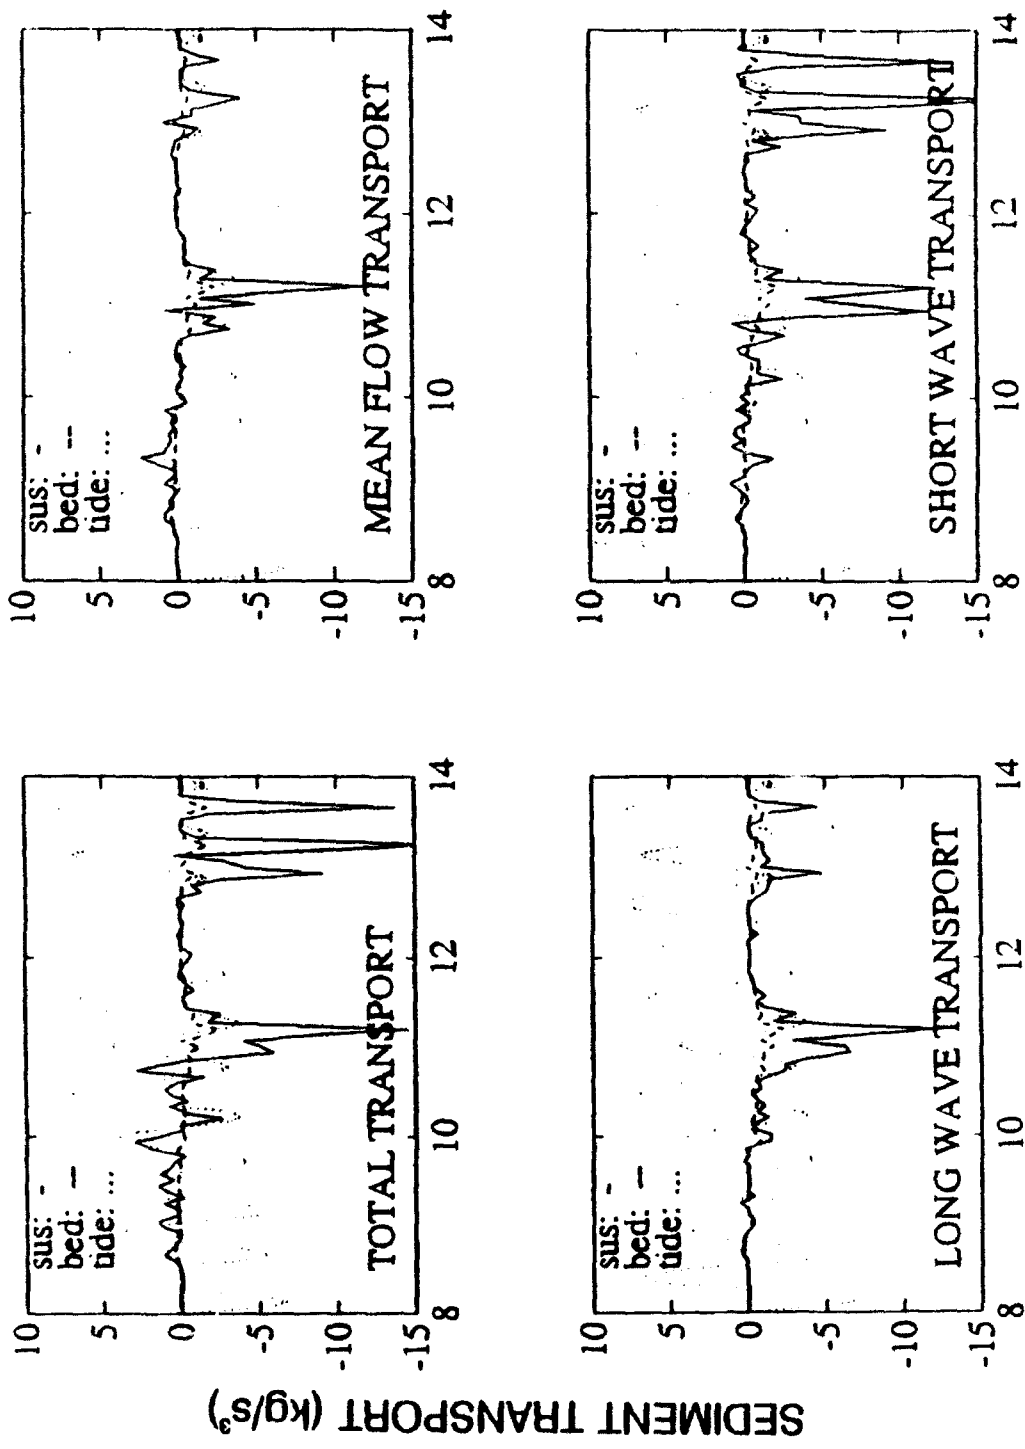 SEDIMENT TRANSPORT (kg/s³)
10
5
0
-5
-10
-15
sus: -
bed: —
tide: ...
TOTAL TRANSPORT
8
10
12
14
10
5
0
-5
-10
-15
sus: -
bed: --
tide: ...
MEAN FLOW TRANSPORT
8
10
12
14
10
5
0
-5
-10
-15
sus: -
bed: —
tide: ...
LONG WAVE TRANSPORT
8
10
12
14
10
5
0
-5
-10
-15
sus: -
bed: --
tide: ...
SHORT WAVE TRANSPORT
8
10
12
14